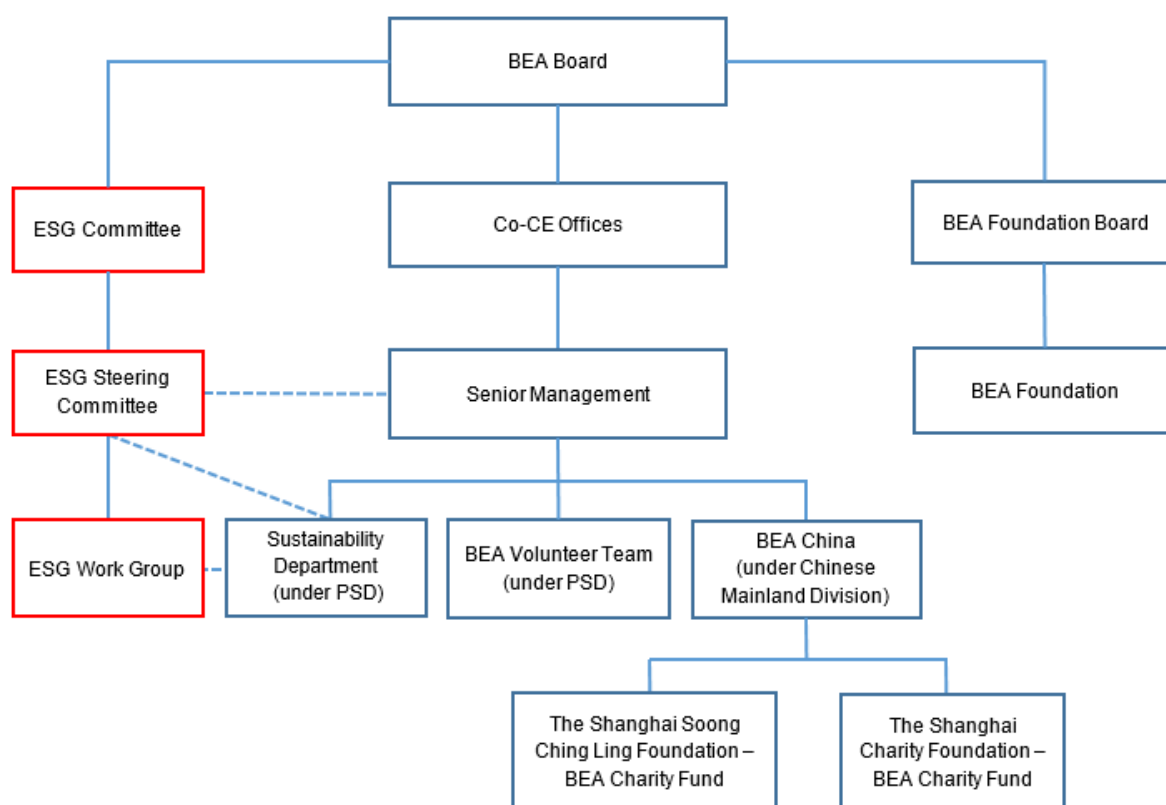 BEA Board
ESG Committee
Co-CE Offices
BEA Foundation Board
ESG Steering
Committee
Senior Management
BEA Foundation
ESG Work Group
Sustainability
Department
(under PSD)
BEA Volunteer Team
(under PSD)
BEA China
(under Chinese
Mainland Division)
The Shanghai Soong
Ching Ling Foundation –
BEA Charity Fund
The Shanghai
Charity Foundation –
BEA Charity Fund